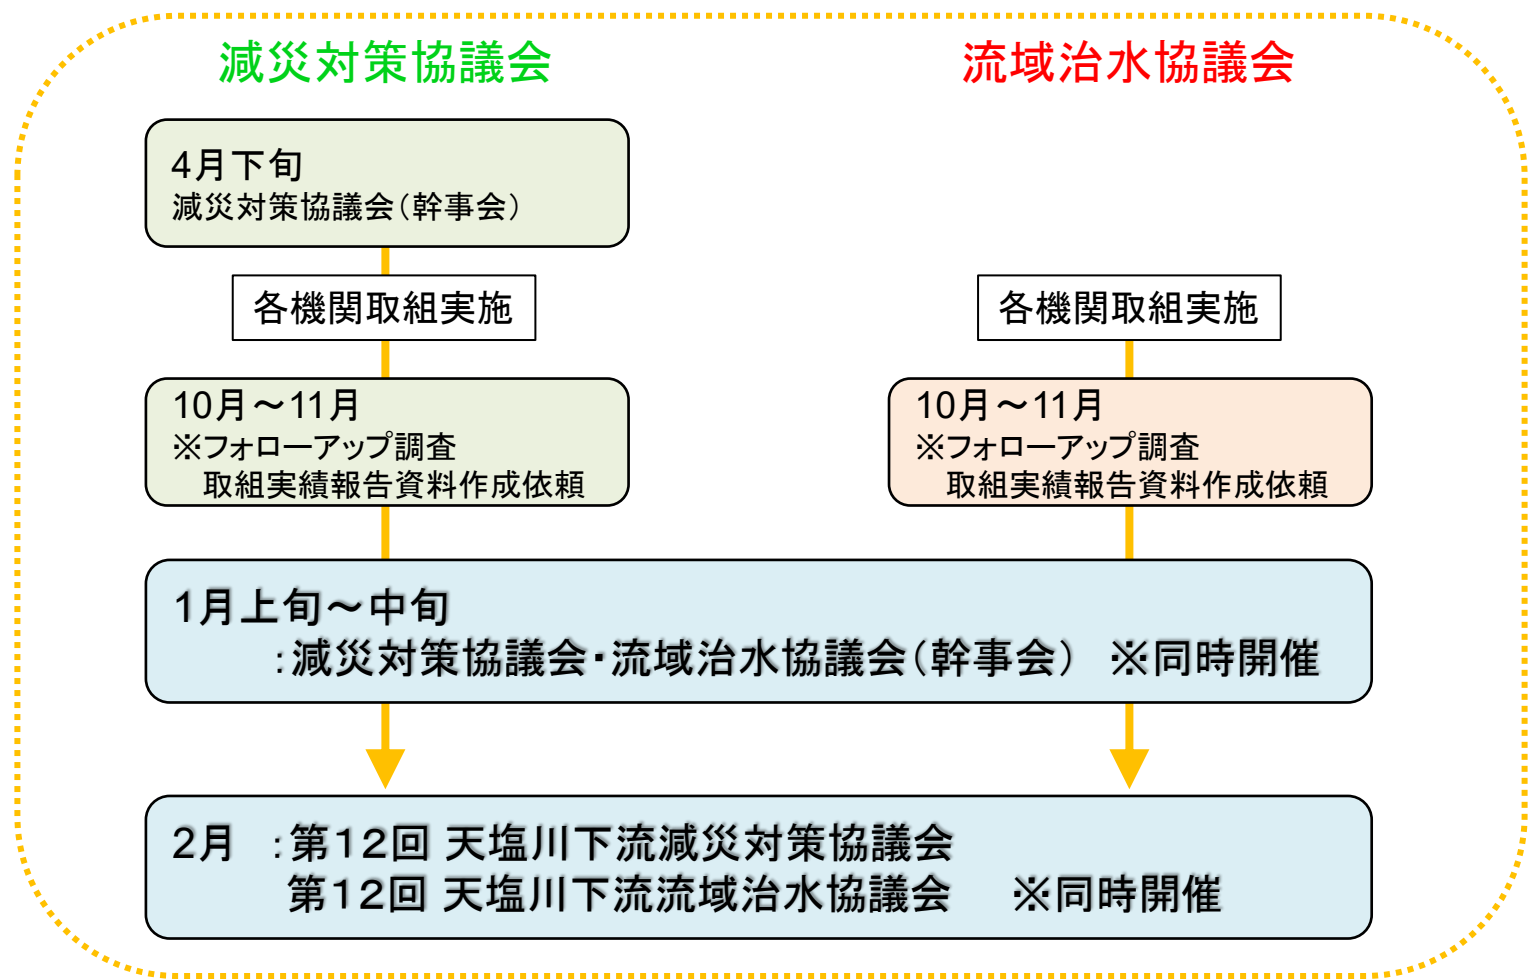 減災対策協議会
流域治水協議会
4月下旬
減災対策協議会（幹事会）
各機関取組実施
各機関取組実施
10月～11月
※フォローアップ調査
取組実績報告資料作成依頼
10月～11月
※フォローアップ調査
取組実績報告資料作成依頼
1月上旬～中旬
：減災対策協議会・流域治水協議会（幹事会）　※同時開催
2月　：第１２回 天塩川下流減災対策協議会
第１２回 天塩川下流流域治水協議会　※同時開催